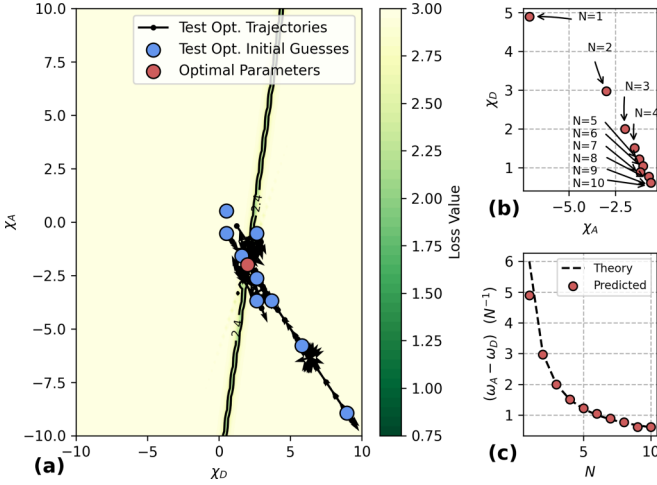 Test Opt. Trajectories
Test Opt. Initial Guesses
Optimal Parameters
10.0
7.5
5.0
2.5
0.0
−2.5
−5.0
−7.5
−10.0
χA
2.4
2.4
−10
−5
0
5
10
χD
(a)
3.00
2.75
2.50
2.25
2.00
1.75
1.50
1.25
1.00
0.75
Loss Value
5
4
3
2
1
χD
N=1
N=2
N=3
N=4
N=5
N=6
N=7
N=8
N=9
N=10
−5.0
−2.5
χA
(b)
Theory
Predicted
6
5
4
3
2
1
(ωA − ωD) (N⁻¹)
0
5
10
N
(c)